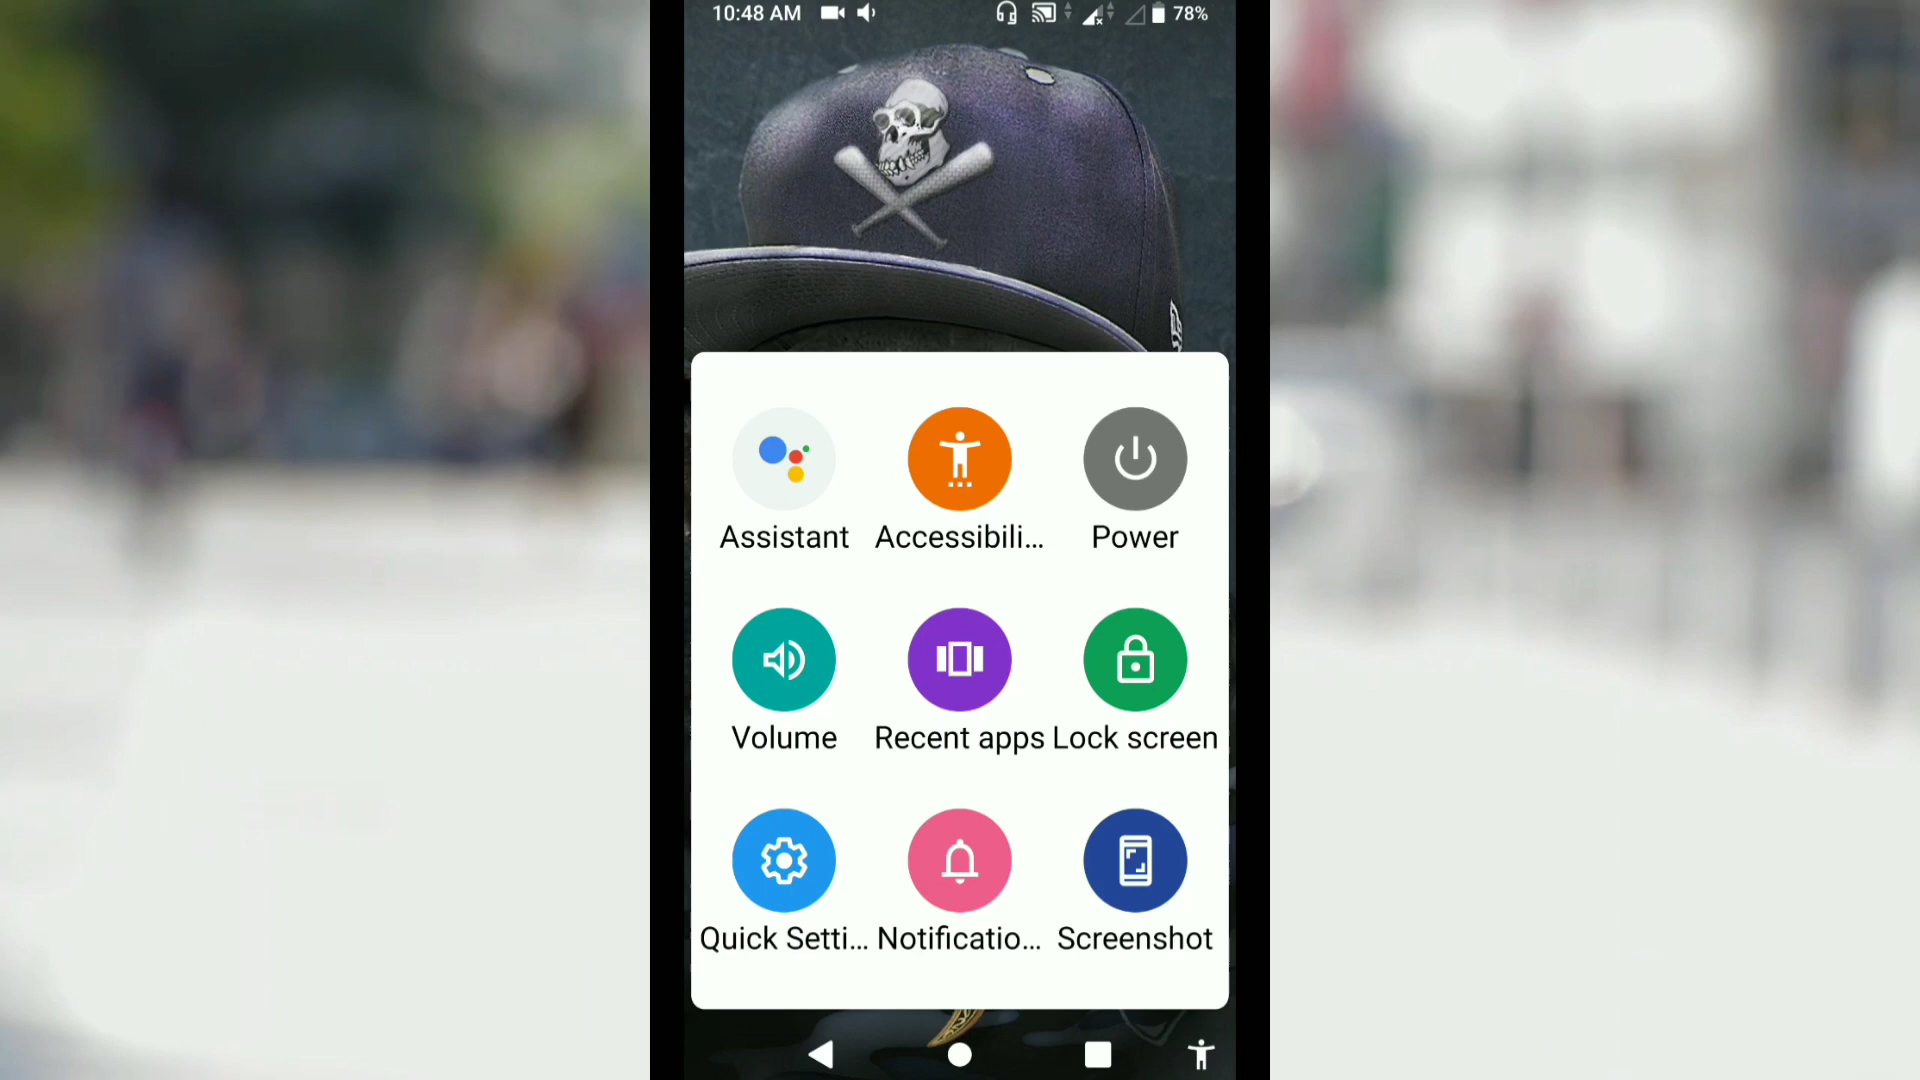 10:48 AM 78%
Assistant Accessibili... Power
Volume Recent apps Lock screen
Quick Setti... Notificatio... Screenshot